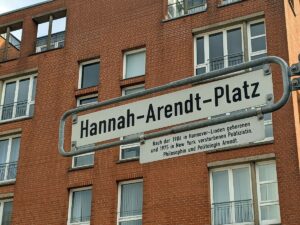 Hannah-Arendt-Platz
Nach der 1906 in Hannover-Linden geborenen
und 1975 in New York verstorbenen Publizistin,
Philosophin und Politologin Arendt.